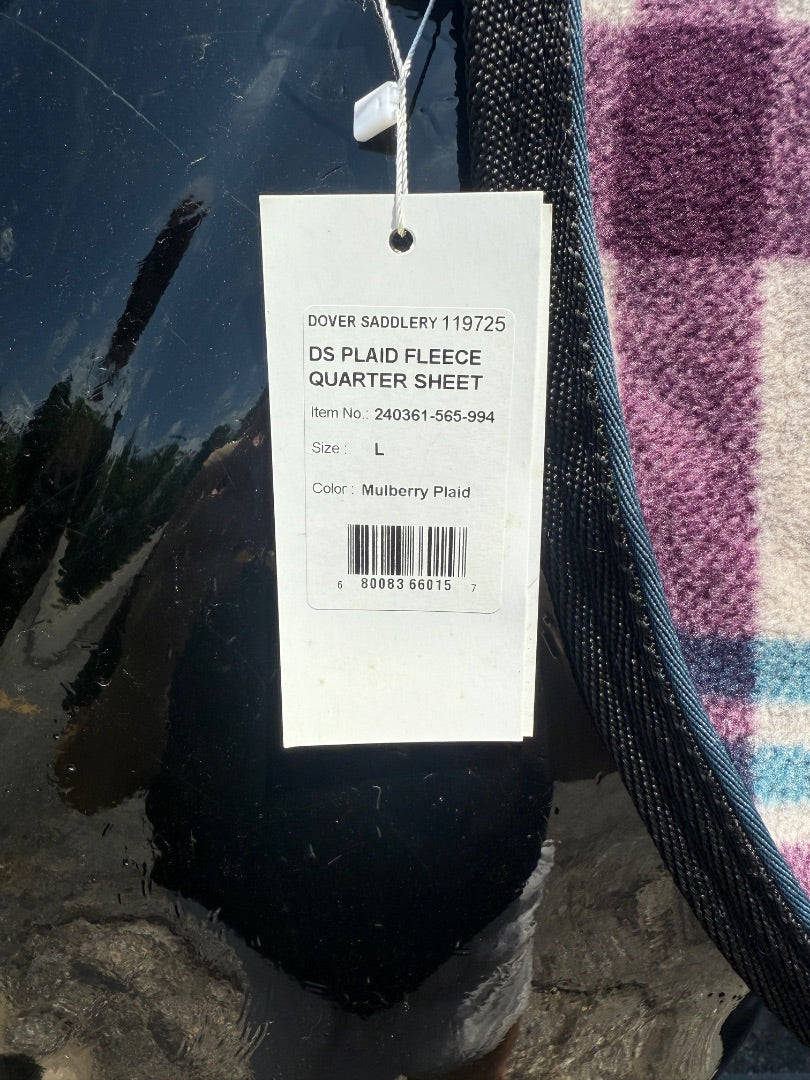 DOVER SADDLERY 119725
DS PLAID FLEECE
QUARTER SHEET
Item No.: 240361-565-994
Size : L
Color : Mulberry Plaid
6 80083 66015 7